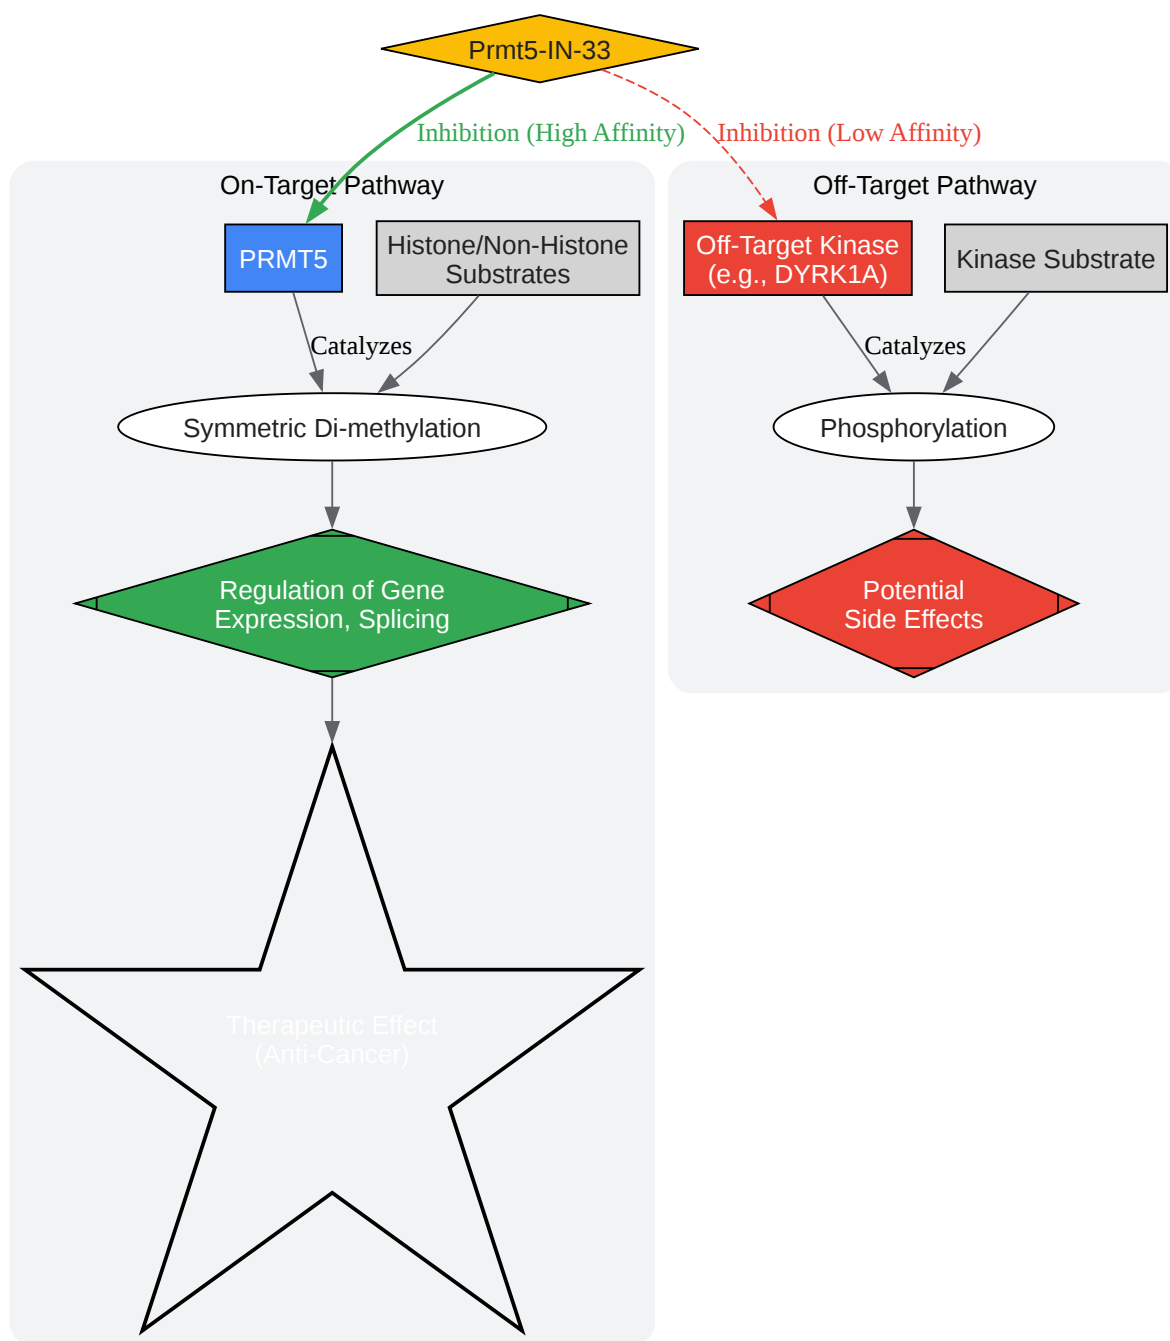 Prmt5-IN-33
Inhibition (High Affinity)
Inhibition (Low Affinity)
On-Target Pathway
PRMT5
Histone/Non-Histone
Substrates
Catalyzes
Symmetric Di-methylation
Regulation of Gene
Expression, Splicing
Therapeutic Effect
(Anti-Cancer)
Off-Target Pathway
Off-Target Kinase
(e.g., DYRK1A)
Kinase Substrate
Catalyzes
Phosphorylation
Potential
Side Effects